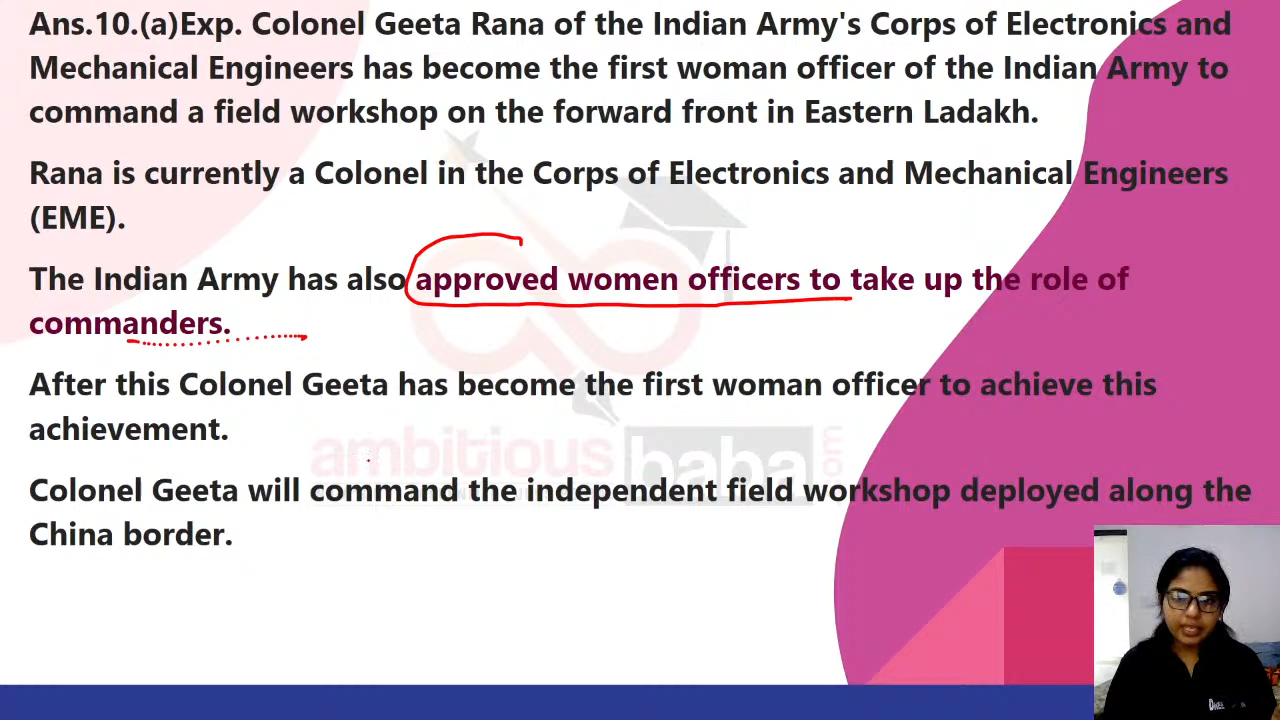 Ans.10.(a)Exp. Colonel Geeta Rana of the Indian Army's Corps of Electronics and
Mechanical Engineers has become the first woman officer of the Indian Army to
command a field workshop on the forward front in Eastern Ladakh.
Rana is currently a Colonel in the Corps of Electronics and Mechanical Engineers
(EME).
The Indian Army has also approved women officers to take up the role of
commanders.
After this Colonel Geeta has become the first woman officer to achieve this
achievement.
ambitious baba .com
Colonel Geeta will command the independent field workshop deployed along the
China border.